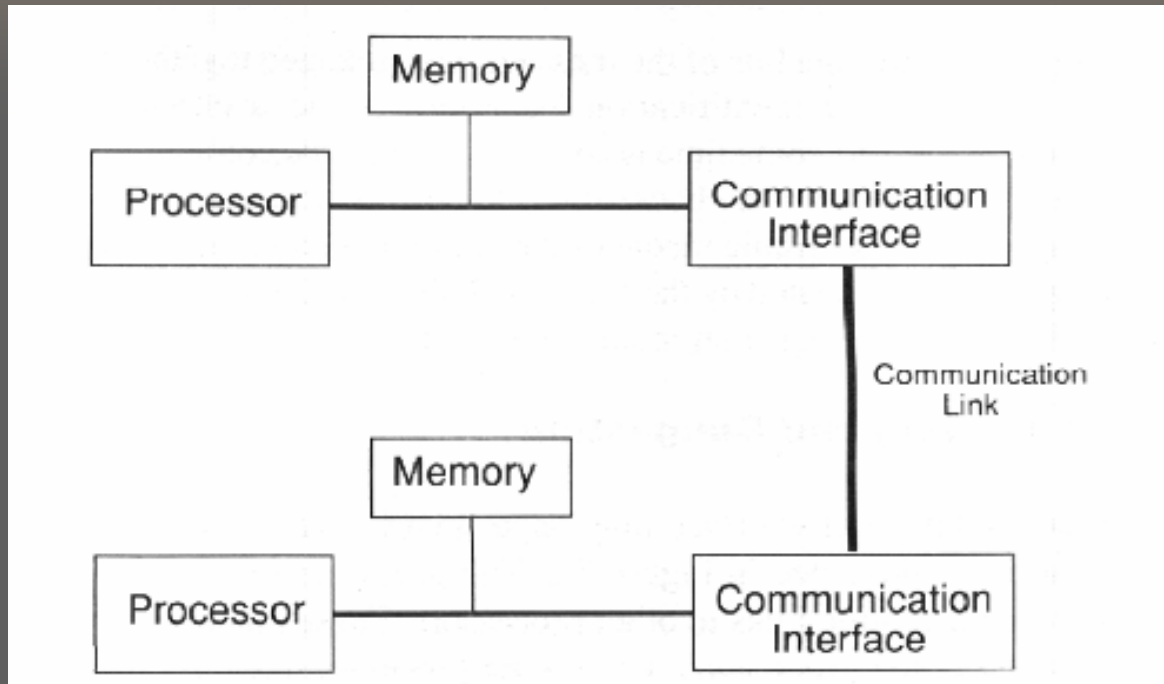 Memory
Processor
Communication
Interface
Communication
Link
Memory
Processor
Communication
Interface